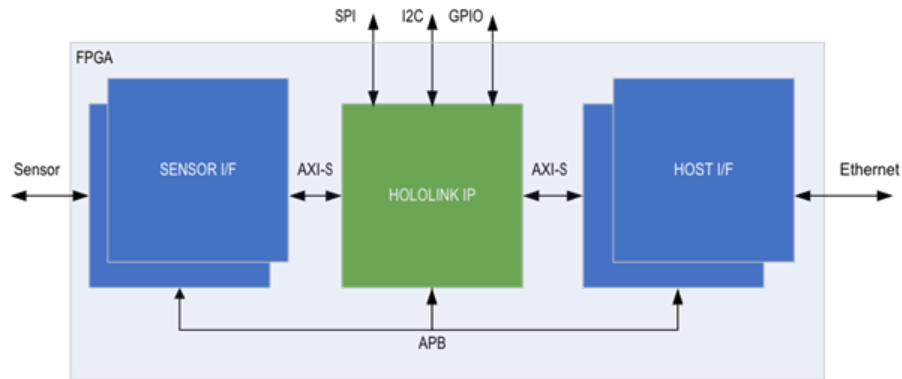 SPI I2C GPIO
FPGA
Sensor
SENSOR I/F
AXI-S
HOLOLINK IP
AXI-S
HOST I/F
Ethernet
APB